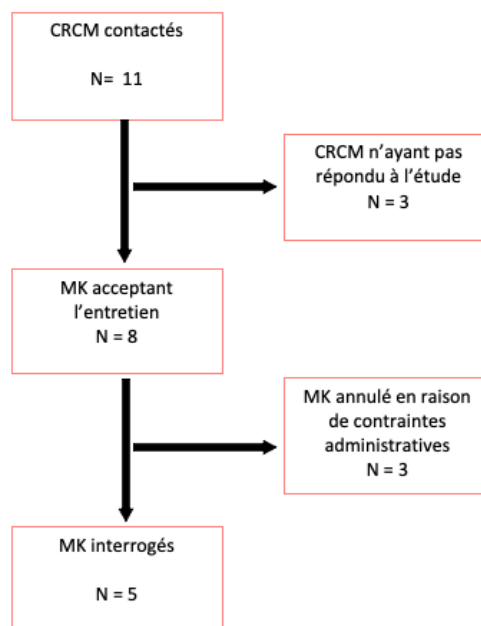 CRCM contactés
N=  11
CRCM n’ayant pas
répondu à l’étude
N = 3
MK acceptant
l’entretien
N = 8
MK annulé en raison
de contraintes
administratives
N = 3
MK interrogés
N = 5